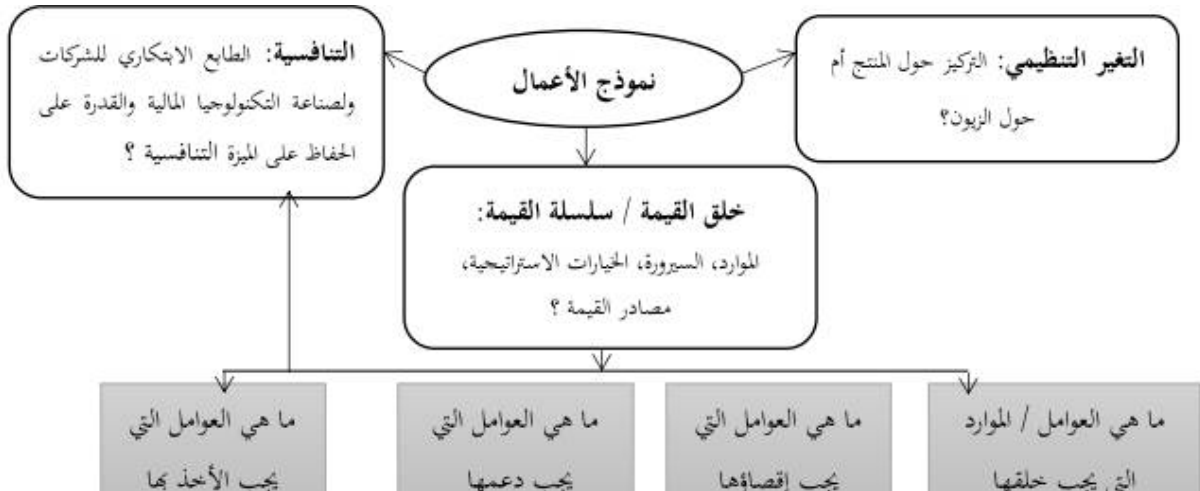 نموذج الأعمال
التغير التنظيمي: التركيز حول المنتج أم
حول الزبون؟
التنافسية: الطابع الابتكاري للشركات
ولصناعة التكنولوجيا المالية والقدرة على
الحفاظ على الميزة التنافسية ؟
خلق القيمة / سلسلة القيمة:
الموارد، السيرورة، الخيارات الاستراتيجية،
مصادر القيمة ؟
ما هي العوامل / الموارد
التي يجب خلقها
ما هي العوامل التي
يجب إقصاؤها
ما هي العوامل التي
يجب دعمها
ما هي العوامل التي
يجب الأخذ بها